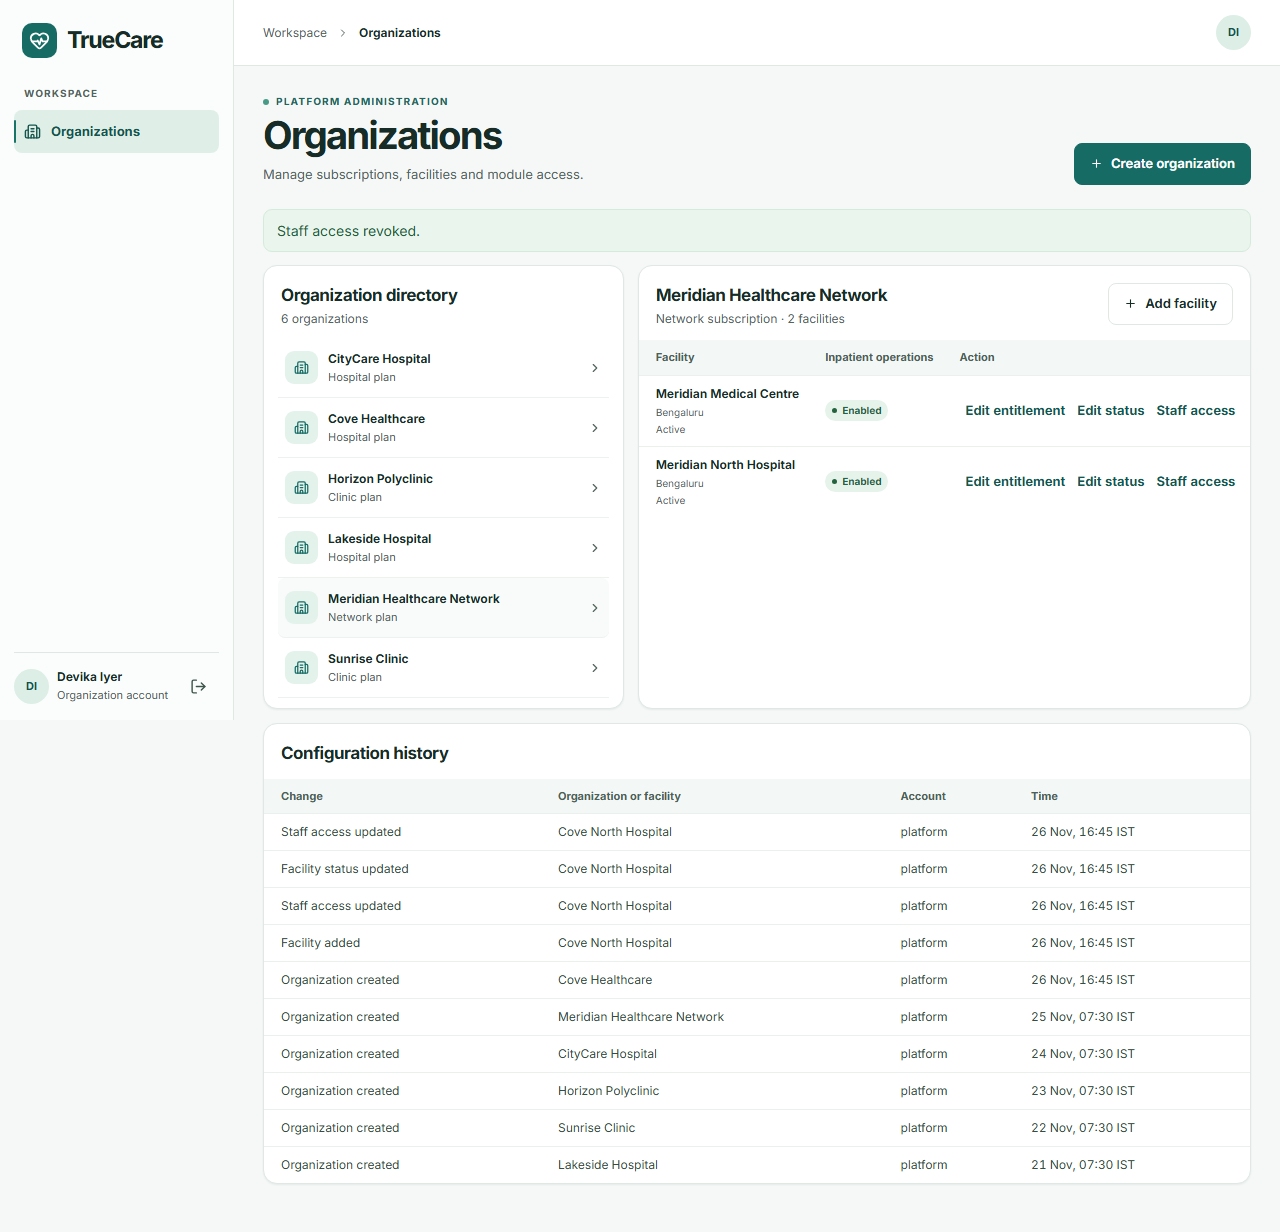 TrueCare
WORKSPACE
Organizations
Devika Iyer
Organization account
DI
Workspace > Organizations
DI
PLATFORM ADMINISTRATION
Organizations
Manage subscriptions, facilities and module access.
+ Create organization
Staff access revoked.
Organization directory
6 organizations
CityCare Hospital
Hospital plan
Cove Healthcare
Hospital plan
Horizon Polyclinic
Clinic plan
Lakeside Hospital
Hospital plan
Meridian Healthcare Network
Network plan
Sunrise Clinic
Clinic plan
Meridian Healthcare Network
Network subscription · 2 facilities
+ Add facility
Facility Inpatient operations Action
Meridian Medical Centre
Bengaluru
Active
Enabled
Edit entitlement Edit status Staff access
Meridian North Hospital
Bengaluru
Active
Enabled
Edit entitlement Edit status Staff access
Configuration history
Change Organization or facility Account Time
Staff access updated Cove North Hospital platform 26 Nov, 16:45 IST
Facility status updated Cove North Hospital platform 26 Nov, 16:45 IST
Staff access updated Cove North Hospital platform 26 Nov, 16:45 IST
Facility added Cove North Hospital platform 26 Nov, 16:45 IST
Organization created Cove Healthcare platform 26 Nov, 16:45 IST
Organization created Meridian Healthcare Network platform 25 Nov, 07:30 IST
Organization created CityCare Hospital platform 24 Nov, 07:30 IST
Organization created Horizon Polyclinic platform 23 Nov, 07:30 IST
Organization created Sunrise Clinic platform 22 Nov, 07:30 IST
Organization created Lakeside Hospital platform 21 Nov, 07:30 IST